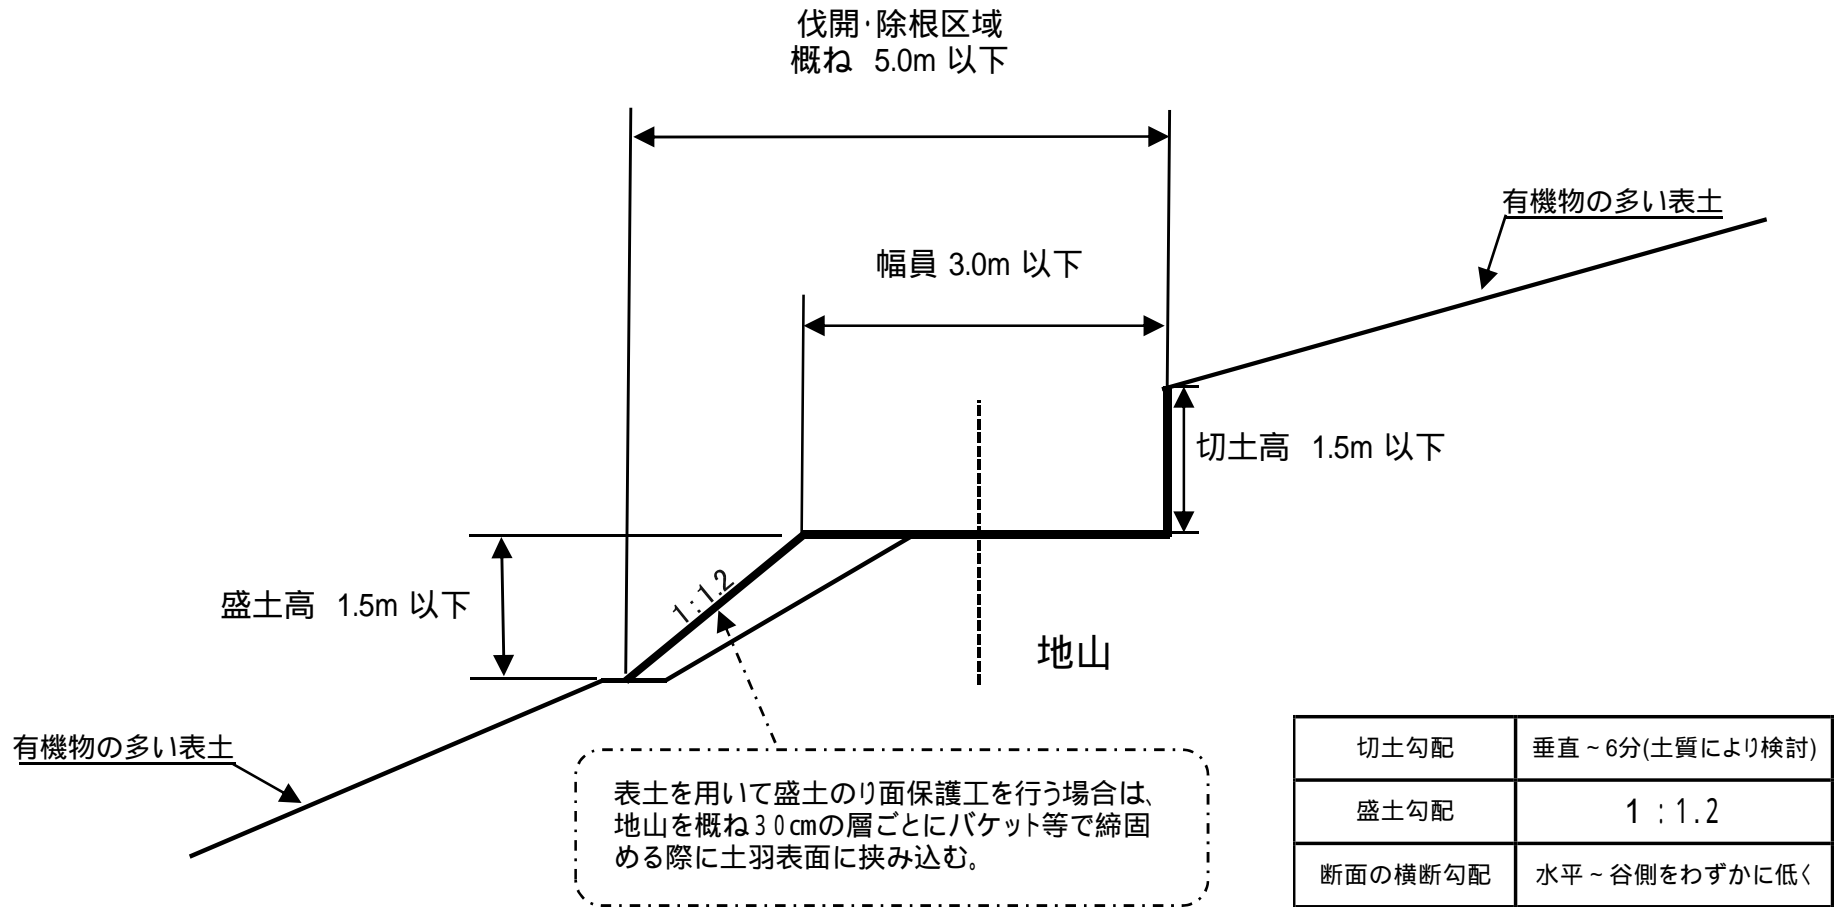 伐開・除根区域
概ね 5.0m 以下
有機物の多い表土
幅員 3.0m 以下
切土高 1.5m 以下
1:1.2
盛土高 1.5m 以下
地山
有機物の多い表土
表土を用いて盛土のり面保護工を行う場合は、
地山を概ね30cmの層ごとにバケット等で締固
める際に土羽表面に挟み込む。
切土勾配 垂直~6分(土質により検討)
盛土勾配 1:1.2
断面の横断勾配 水平~谷側をわずかに低く